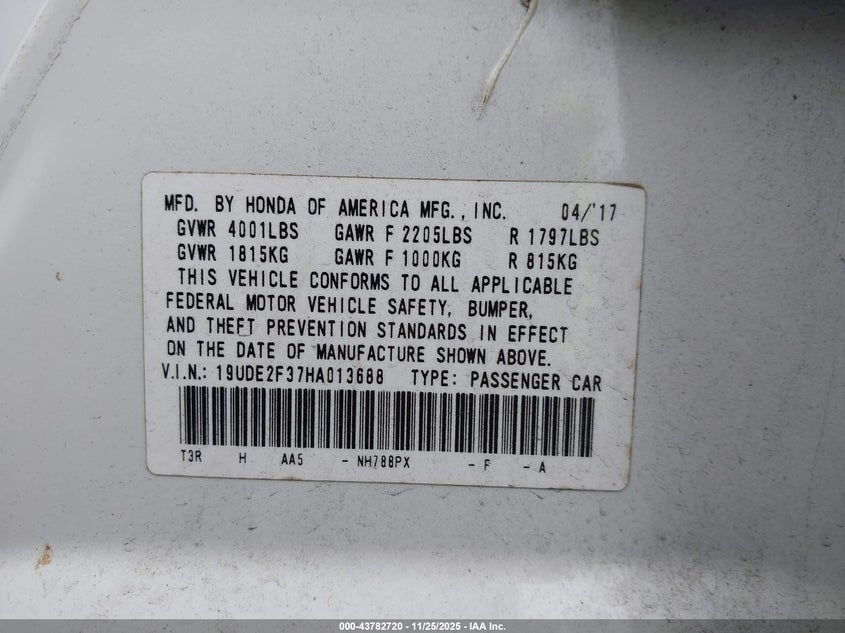 MFD. BY HONDA OF AMERICA MFG., INC. 04/'17
GVWR 4001LBS GAWR F 2205LBS R 1797LBS
GVWR 1815KG GAWR F 1000KG R 815KG
THIS VEHICLE CONFORMS TO ALL APPLICABLE
FEDERAL MOTOR VEHICLE SAFETY, BUMPER,
AND THEFT PREVENTION STANDARDS IN EFFECT
ON THE DATE OF MANUFACTURE SHOWN ABOVE.
V.I.N.: 19UDE2F37HA013688 TYPE: PASSENGER CAR
T3R H AA5 - NH788PX - F - A
000-43782720 - 11/25/2025 - IAA Inc.